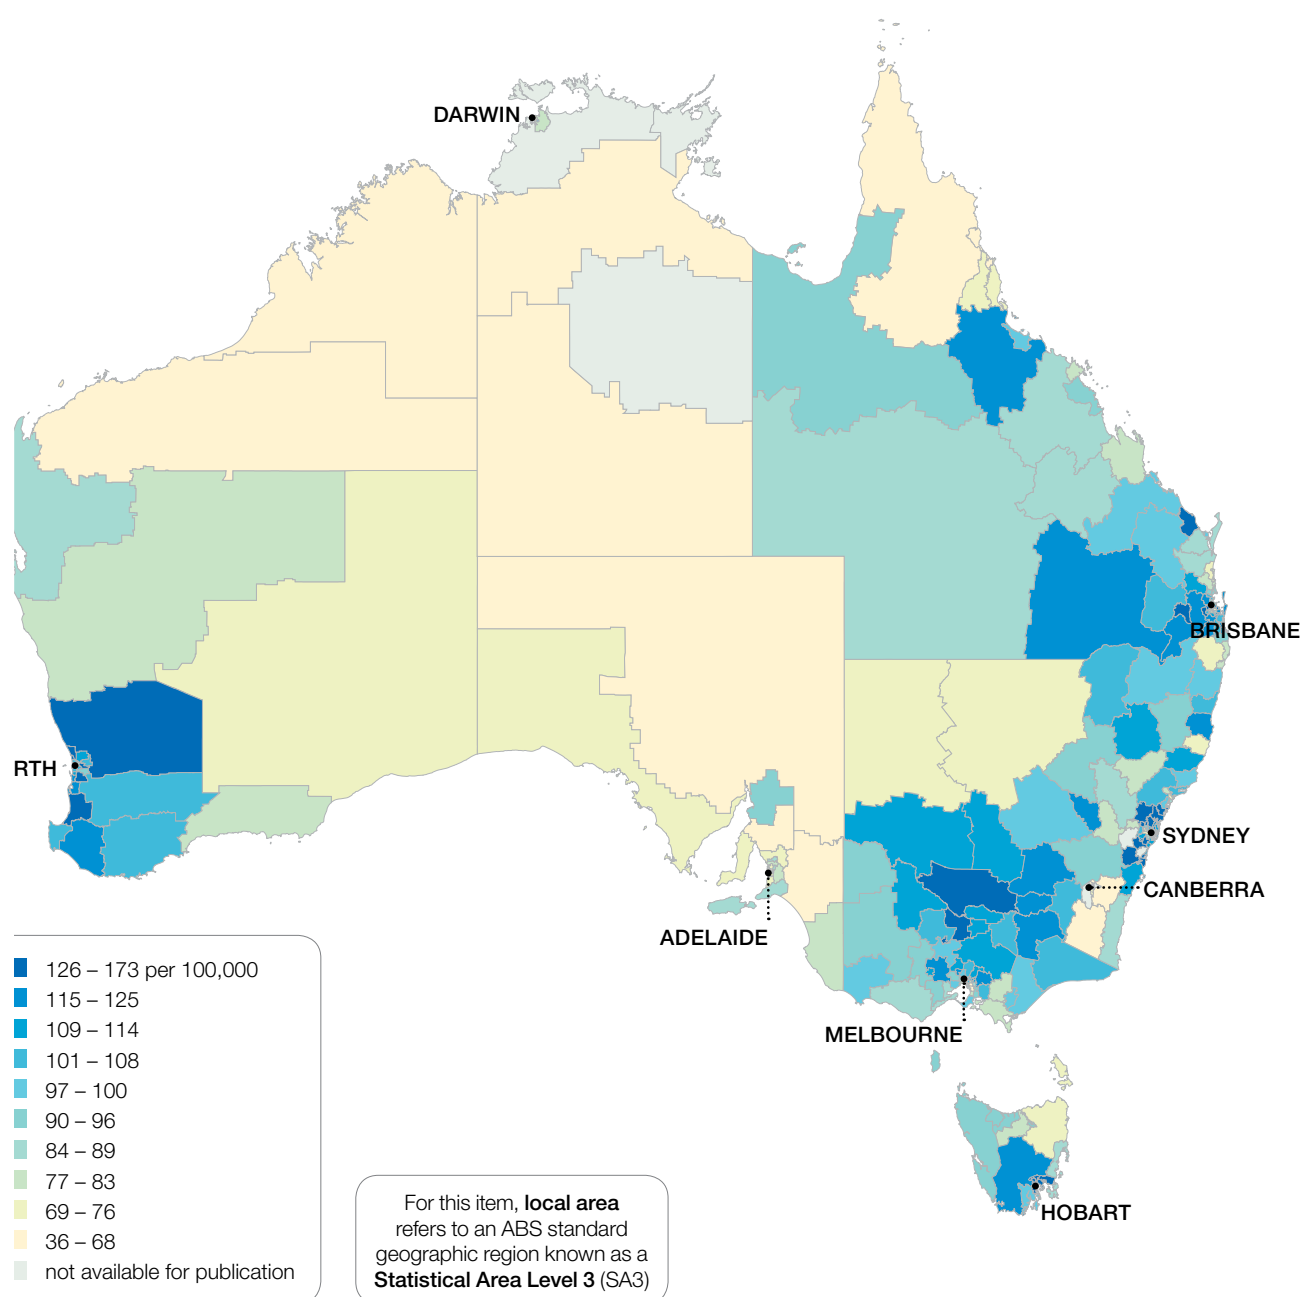 DARWIN
BRISBANE
RTH
SYDNEY
CANBERRA
ADELAIDE
MELBOURNE
HOBART
126 – 173 per 100,000
115 – 125
109 – 114
101 – 108
97 – 100
90 – 96
84 – 89
77 – 83
69 – 76
36 – 68
not available for publication
For this item, local area
refers to an ABS standard
geographic region known as a
Statistical Area Level 3 (SA3)